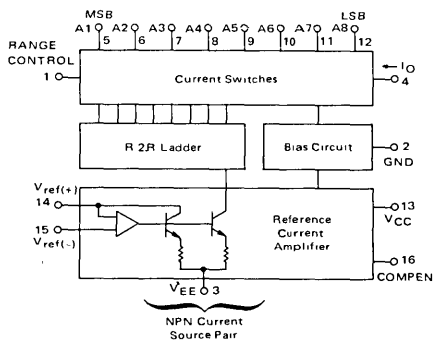 MSB LSB
A1 A2 A3 A4 A5 A6 A7 A8
5 6 7 8 9 10 11 12
RANGE
CONTROL
1
Current Switches
IO
4
R 2R Ladder
Bias Circuit
2
GND
Vref(+)
14
15
Vref(-)
Reference
Current
Amplifier
13
VCC
16
COMPEN
VEE 3
NPN Current
Source Pair